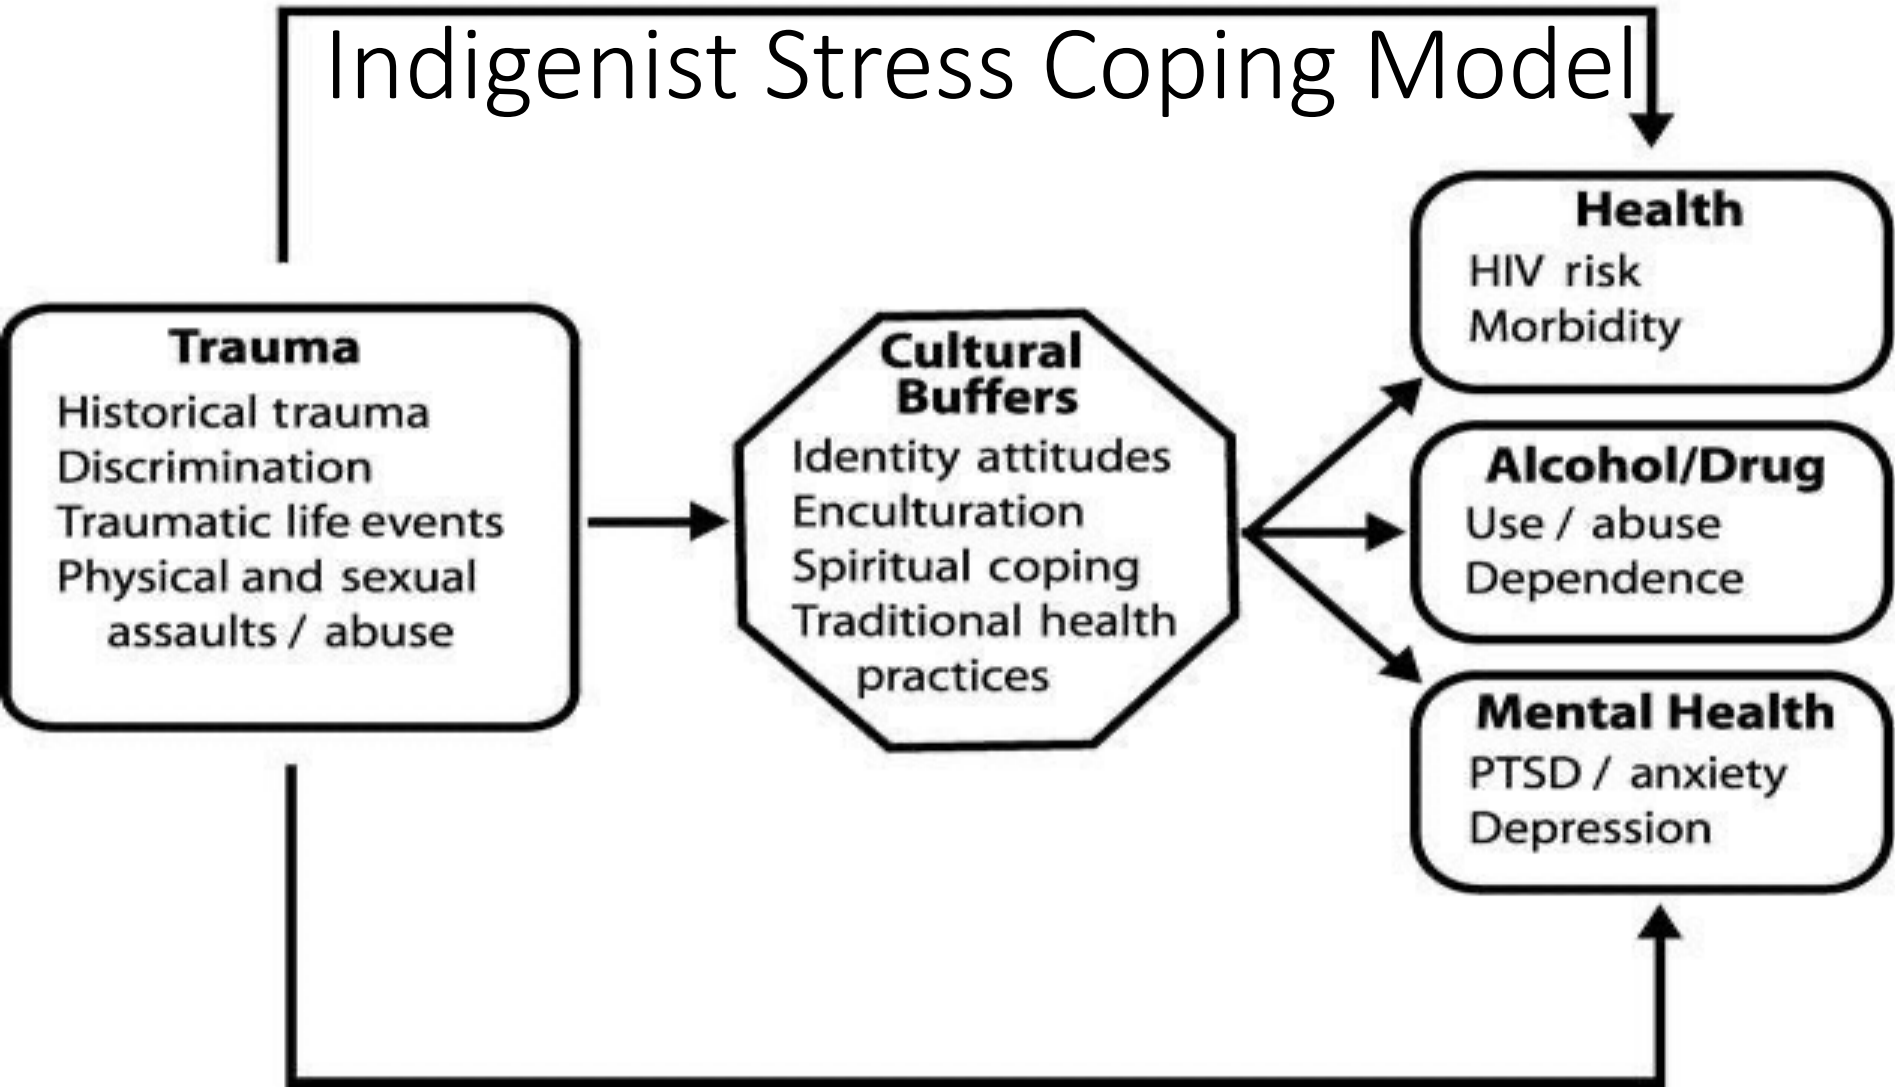 Indigenist Stress Coping Model
Trauma
Historical trauma
Discrimination
Traumatic life events
Physical and sexual
assaults / abuse
Cultural
Buffers
Identity attitudes
Enculturation
Spiritual coping
Traditional health
practices
Health
HIV risk
Morbidity
Alcohol/Drug
Use / abuse
Dependence
Mental Health
PTSD / anxiety
Depression